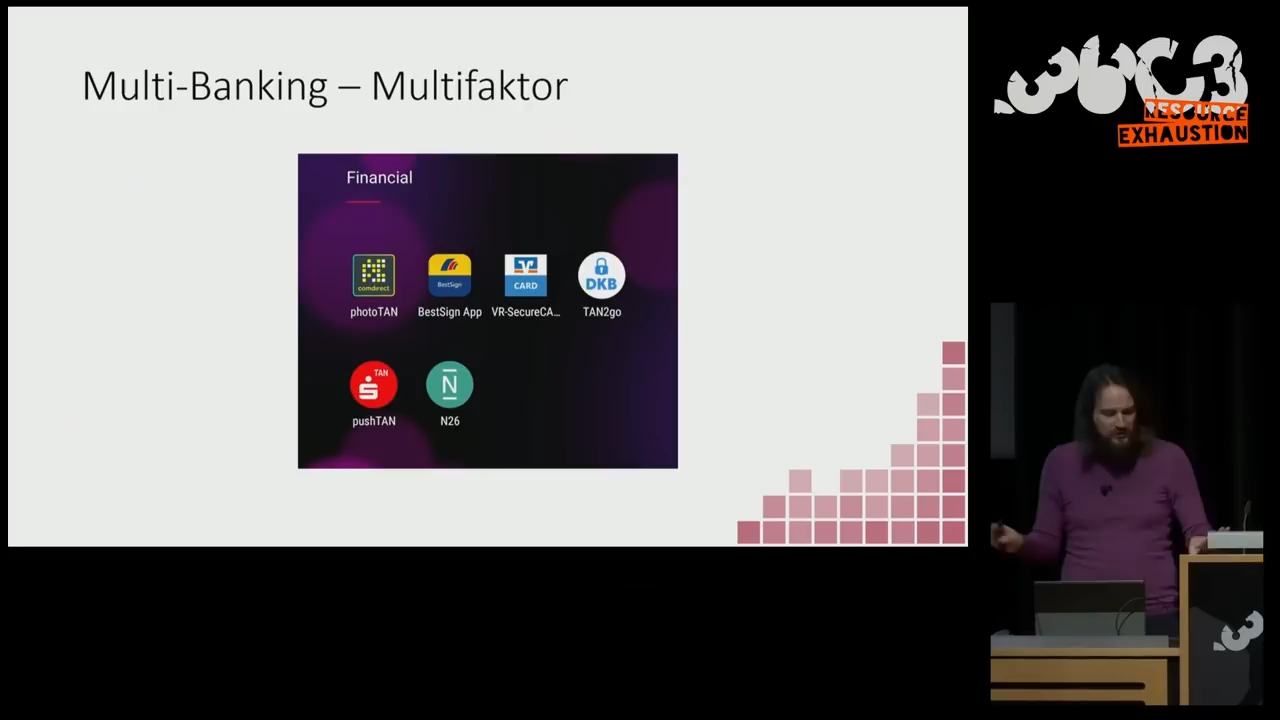 Multi-Banking – Multifaktor
36C3
RESOURCE
EXHAUSTION
Financial
comdirect
BestSign
CARD
DKB
photoTAN
BestSign App
VR-SecureCA...
TAN2go
TAN
N
pushTAN
N26
3